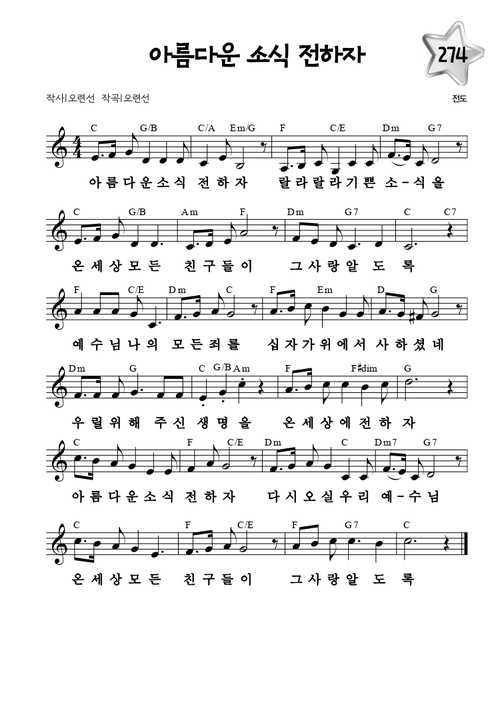 아름다운 소식 전하자
274
작사|오련선 작곡|오련선
전도
C G/B C/A Em/G F C/E Dm G7
4 4
아름다운소식 전 하 자 랄라랄라기쁜 소-식을
C G/B Am F Dm G7 C C7
온세상모든 친구들이 그사랑알 도 록
F C/E Dm C F Em D G
예수님나의 모든죄를 십자가위에서사하셨네
Dm G C G/B Am F F#dim G
우릴위해 주신생명을 온세상에전하 자
C F C/E Dm C Dm7 G7
아름다운소식 전하자 다시오실우리 예-수님
C F C/E F G7 C
온세상모든 친구들이 그사랑알 도 록